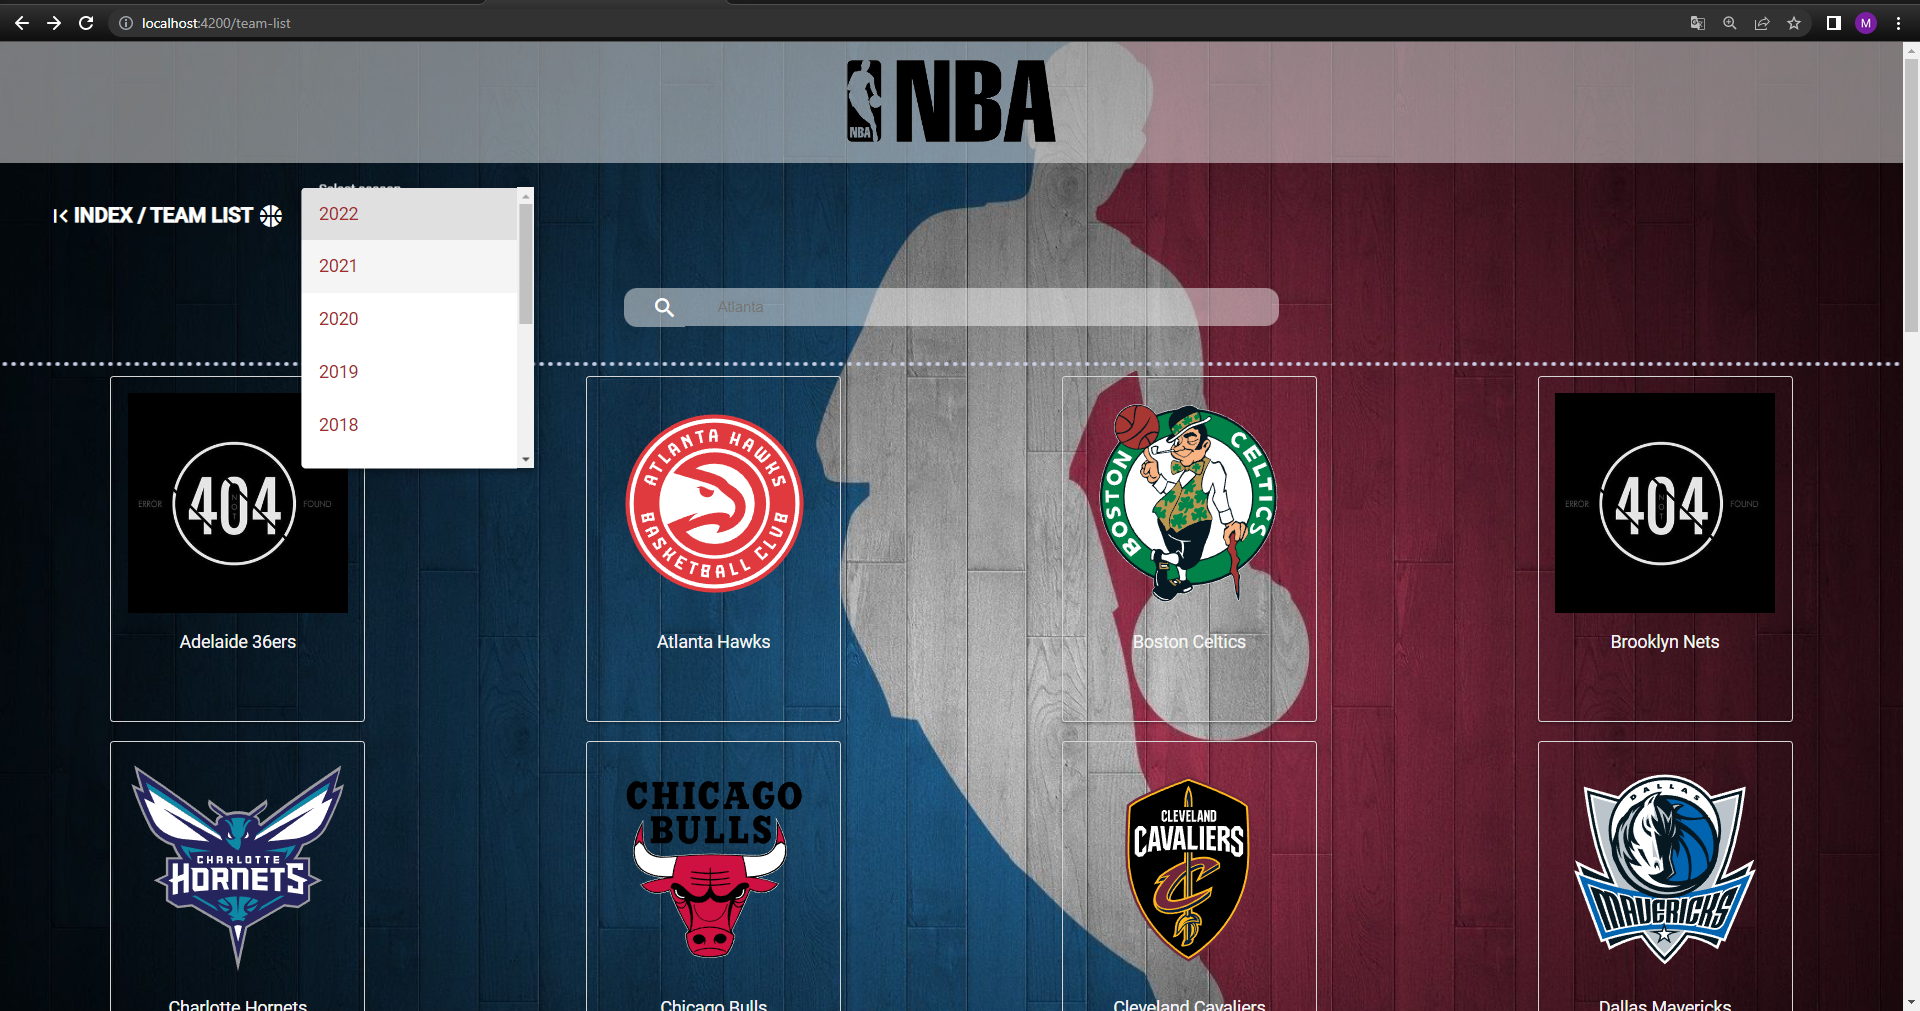 localhost:4200/team-list
M
NBA NBA
Select season
INDEX / TEAM LIST
2022
2021
2020
2019
2018
Atlanta
ERROR 404 NOT FOUND
ATLANTA HAWKS
BASKETBALL CLUB
BOSTON CELTICS
ERROR 404 NOT FOUND
Adelaide 36ers
Atlanta Hawks
Boston Celtics
Brooklyn Nets
CHARLOTTE
HORNETS
CHICAGO
BULLS
CLEVELAND
CAVALIERS
C
DALLAS
MAVERICKS
Charlotte Hornets
Chicago Bulls
Cleveland Cavaliers
Dallas Mavericks